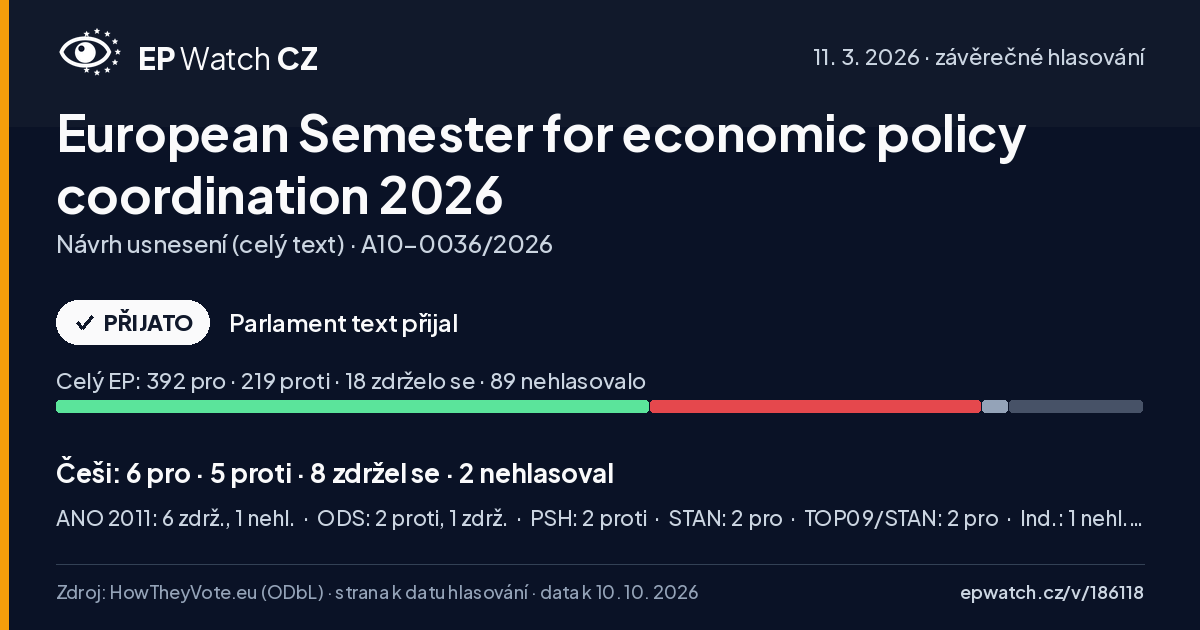 EP Watch CZ
11. 3. 2026 · závěrečné hlasování
European Semester for economic policy
coordination 2026
Návrh usnesení (celý text) · A10–0036/2026
✓ PŘIJATO
Parlament text přijal
Celý EP: 392 pro · 219 proti · 18 zdrželo se · 89 nehlasovalo
Češi: 6 pro · 5 proti · 8 zdržel se · 2 nehlasoval
ANO 2011: 6 zdrž., 1 nehl. · ODS: 2 proti, 1 zdrž. · PSH: 2 proti · STAN: 2 pro · TOP09/STAN: 2 pro · Ind.: 1 nehl.…
Zdroj: HowTheyVote.eu (ODbL) · strana k datu hlasování · data k 10. 10. 2026
epwatch.cz/v/186118